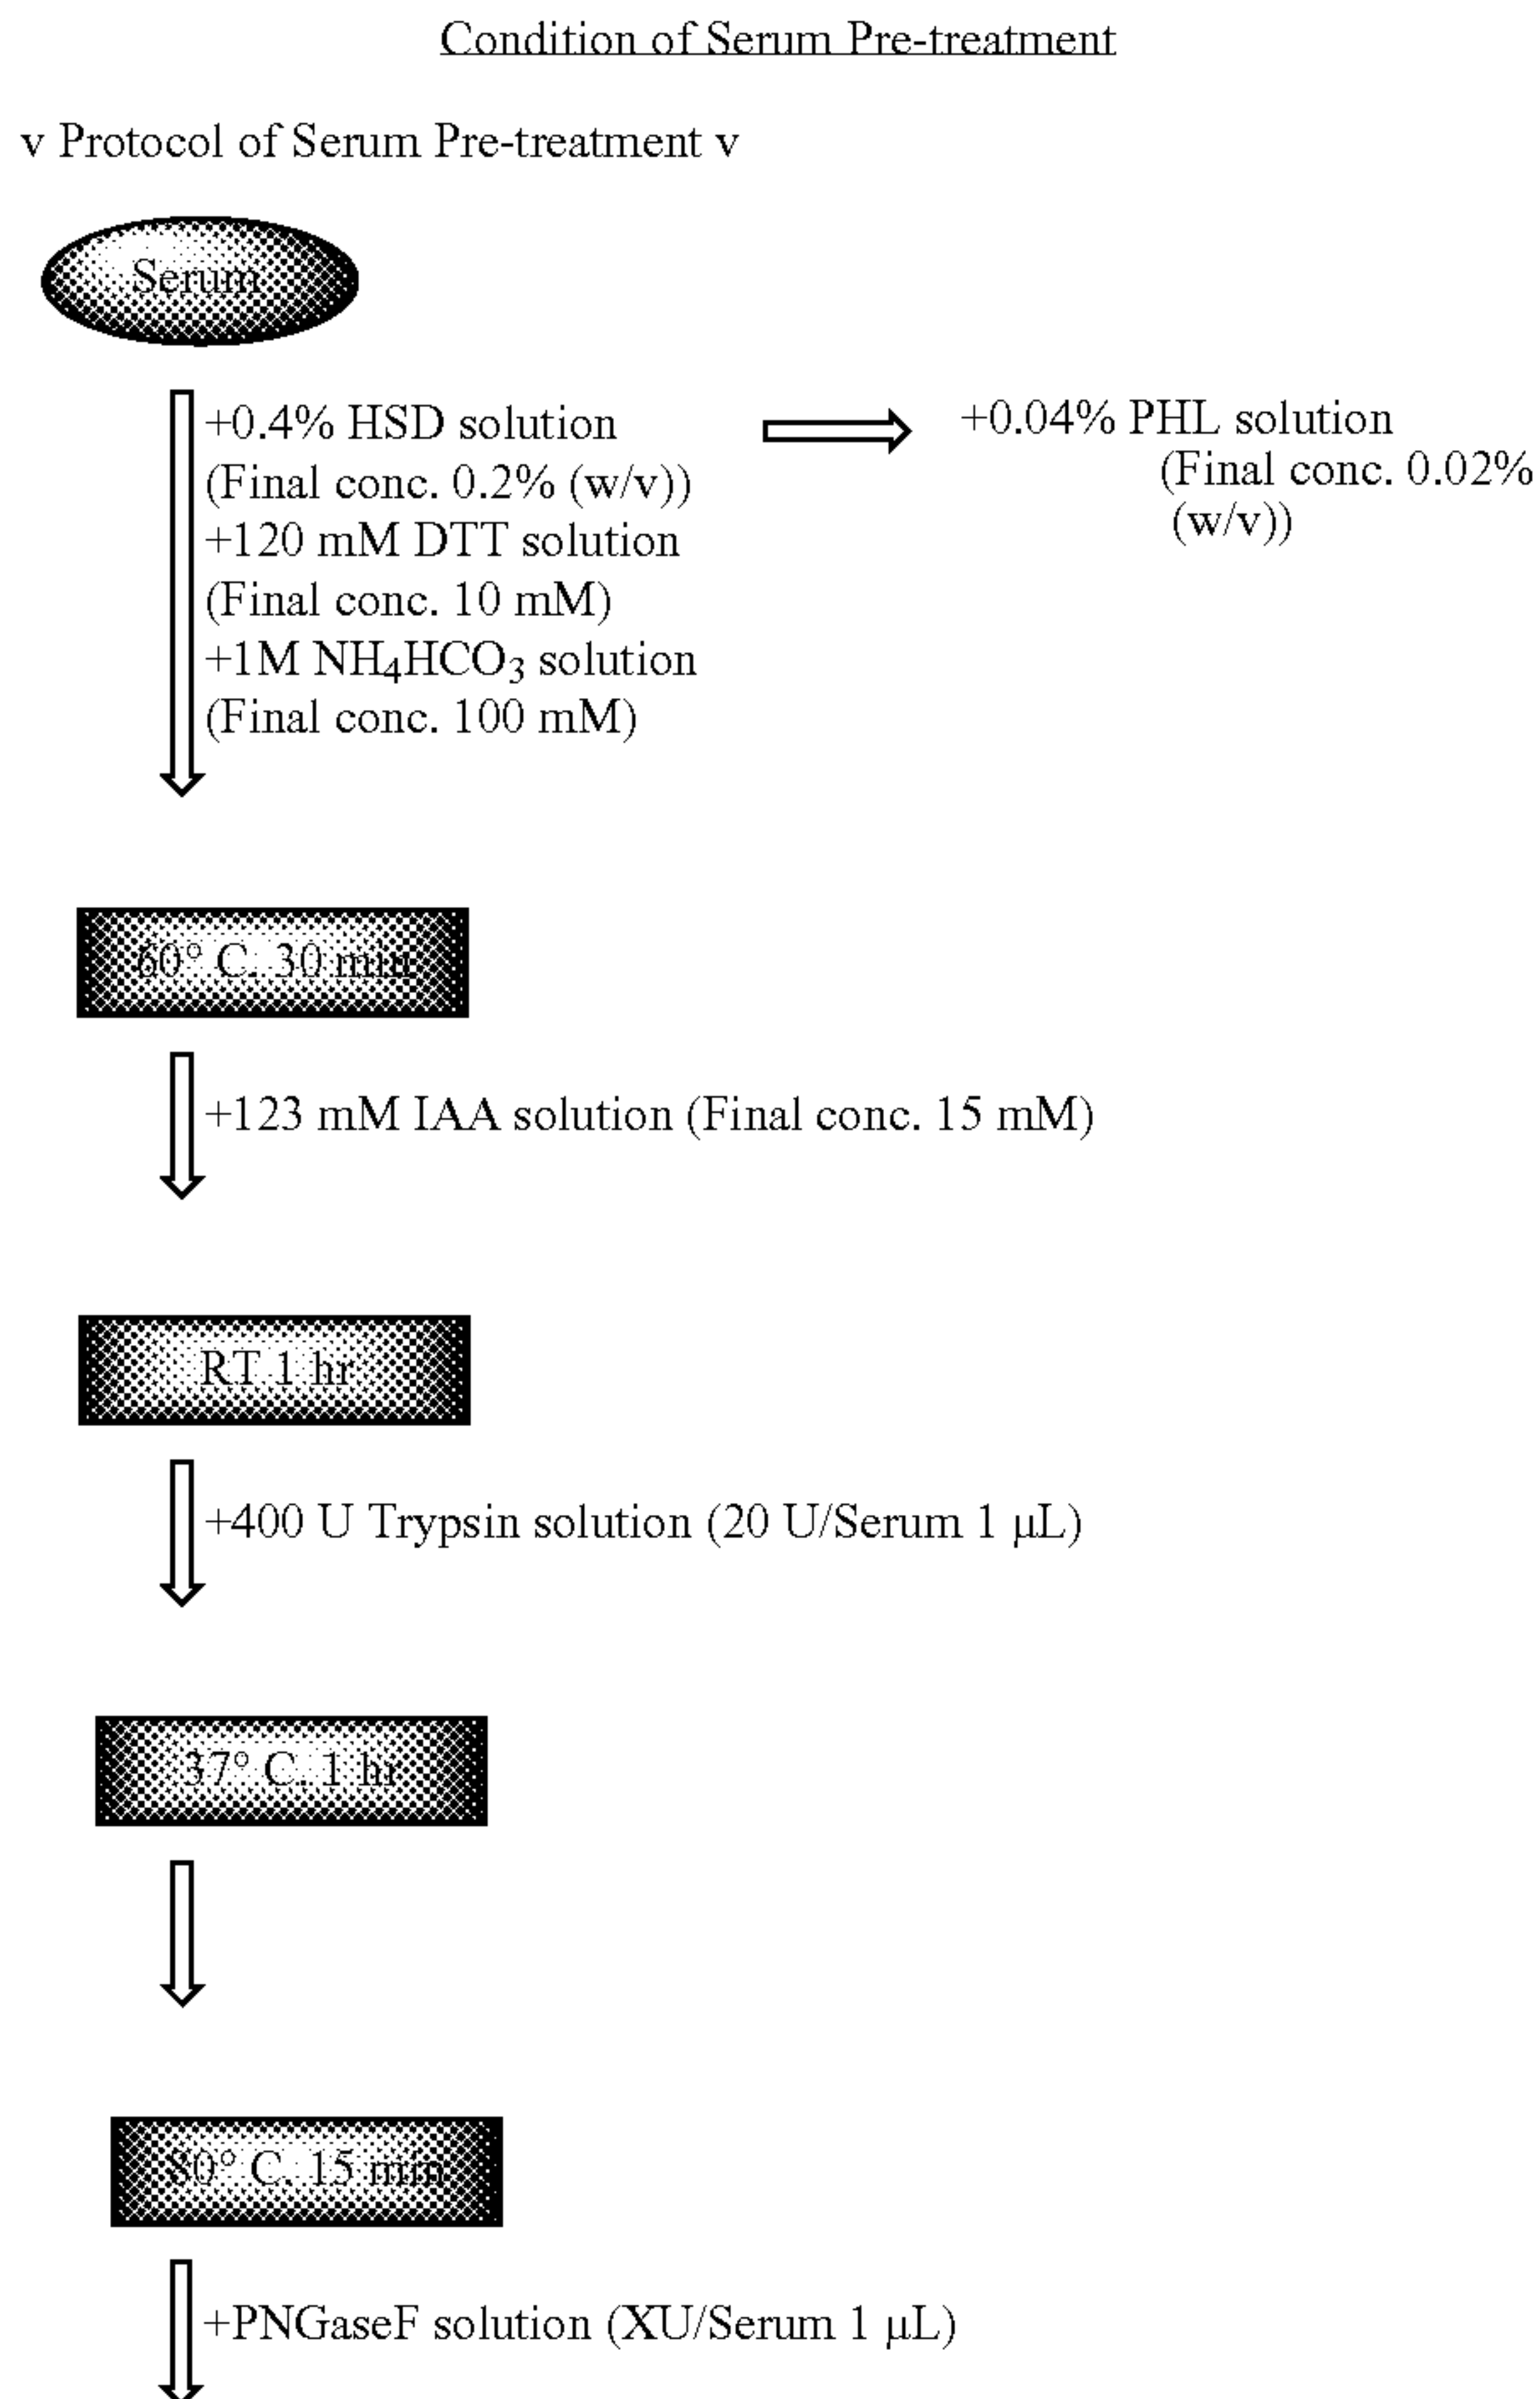 Condition of Serum Pre-treatment
v Protocol of Serum Pre-treatment v
Serum
+0.4% HSD solution
(Final conc. 0.2% (w/v))
+120 mM DTT solution
(Final conc. 10 mM)
+1M NH₄HCO₃ solution
(Final conc. 100 mM)
+0.04% PHL solution
(Final conc. 0.02%
(w/v))
60° C. 30 min
+123 mM IAA solution (Final conc. 15 mM)
RT 1 hr
+400 U Trypsin solution (20 U/Serum 1 μL)
37° C. 1 hr
80° C. 15 min
+PNGaseF solution (XU/Serum 1 μL)